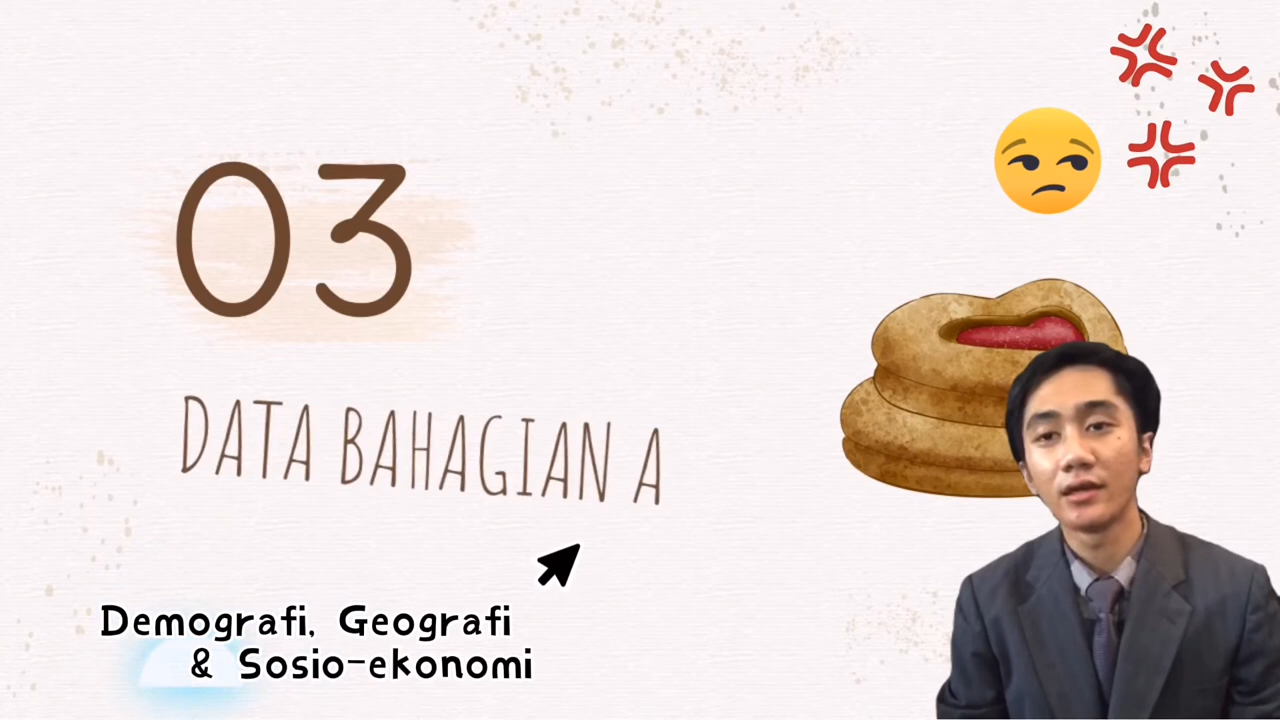 03
DATA BAHAGIAN A
Demografi, Geografi
& Sosio-ekonomi